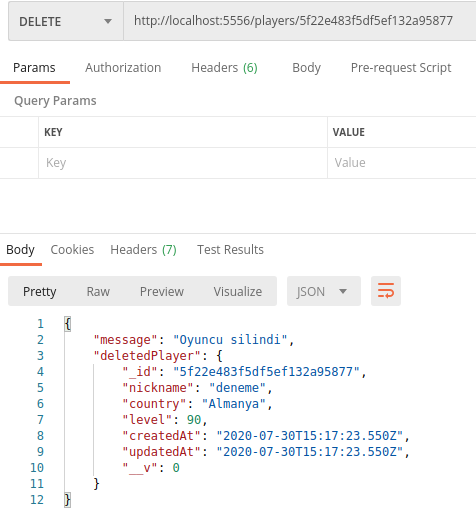 DELETE http://localhost:5556/players/5f22e483f5df5ef132a95877
Params Authorization Headers (6) Body Pre-request Script
Query Params
KEY VALUE
Key Value
Body Cookies Headers (7) Test Results
Pretty Raw Preview Visualize JSON
1 {
2 "message": "Oyuncu silindi",
3 "deletedPlayer": {
4 "_id": "5f22e483f5df5ef132a95877",
5 "nickname": "deneme",
6 "country": "Almanya",
7 "level": 90,
8 "createdAt": "2020-07-30T15:17:23.550Z",
9 "updatedAt": "2020-07-30T15:17:23.550Z",
10 "__v": 0
11 }
12 }